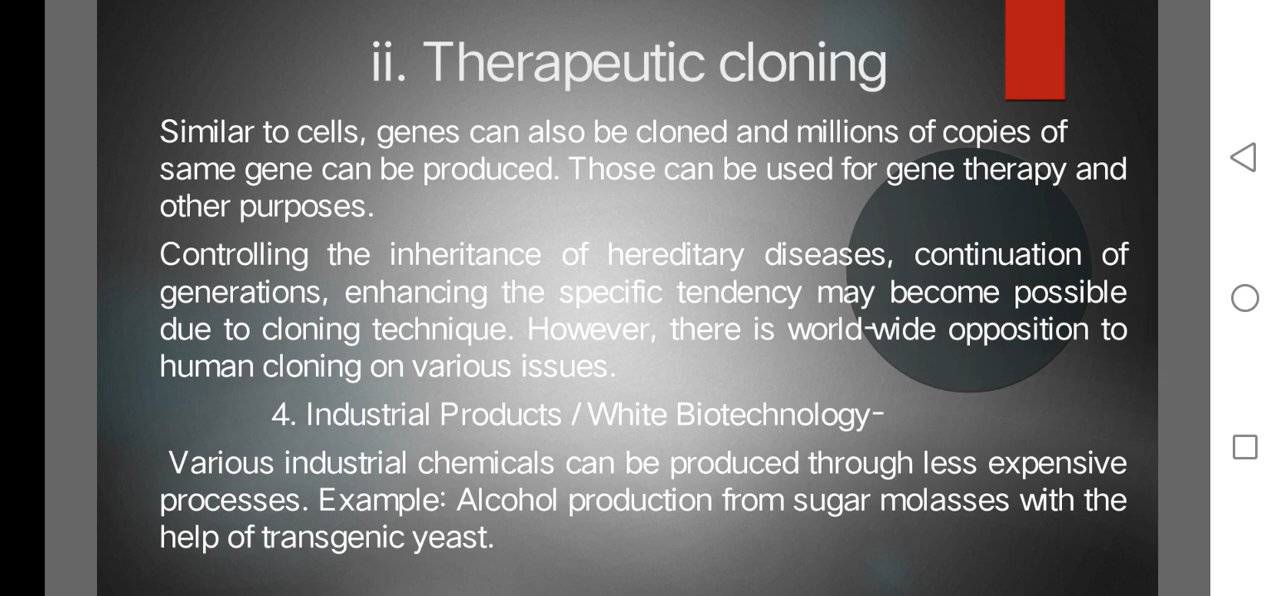 ii. Therapeutic cloning
Similar to cells, genes can also be cloned and millions of copies of
same gene can be produced. Those can be used for gene therapy and
other purposes.
Controlling the inheritance of hereditary diseases, continuation of
generations, enhancing the specific tendency may become possible
due to cloning technique. However, there is world-wide opposition to
human cloning on various issues.
4. Industrial Products / White Biotechnology-
Various industrial chemicals can be produced through less expensive
processes. Example: Alcohol production from sugar molasses with the
help of transgenic yeast.